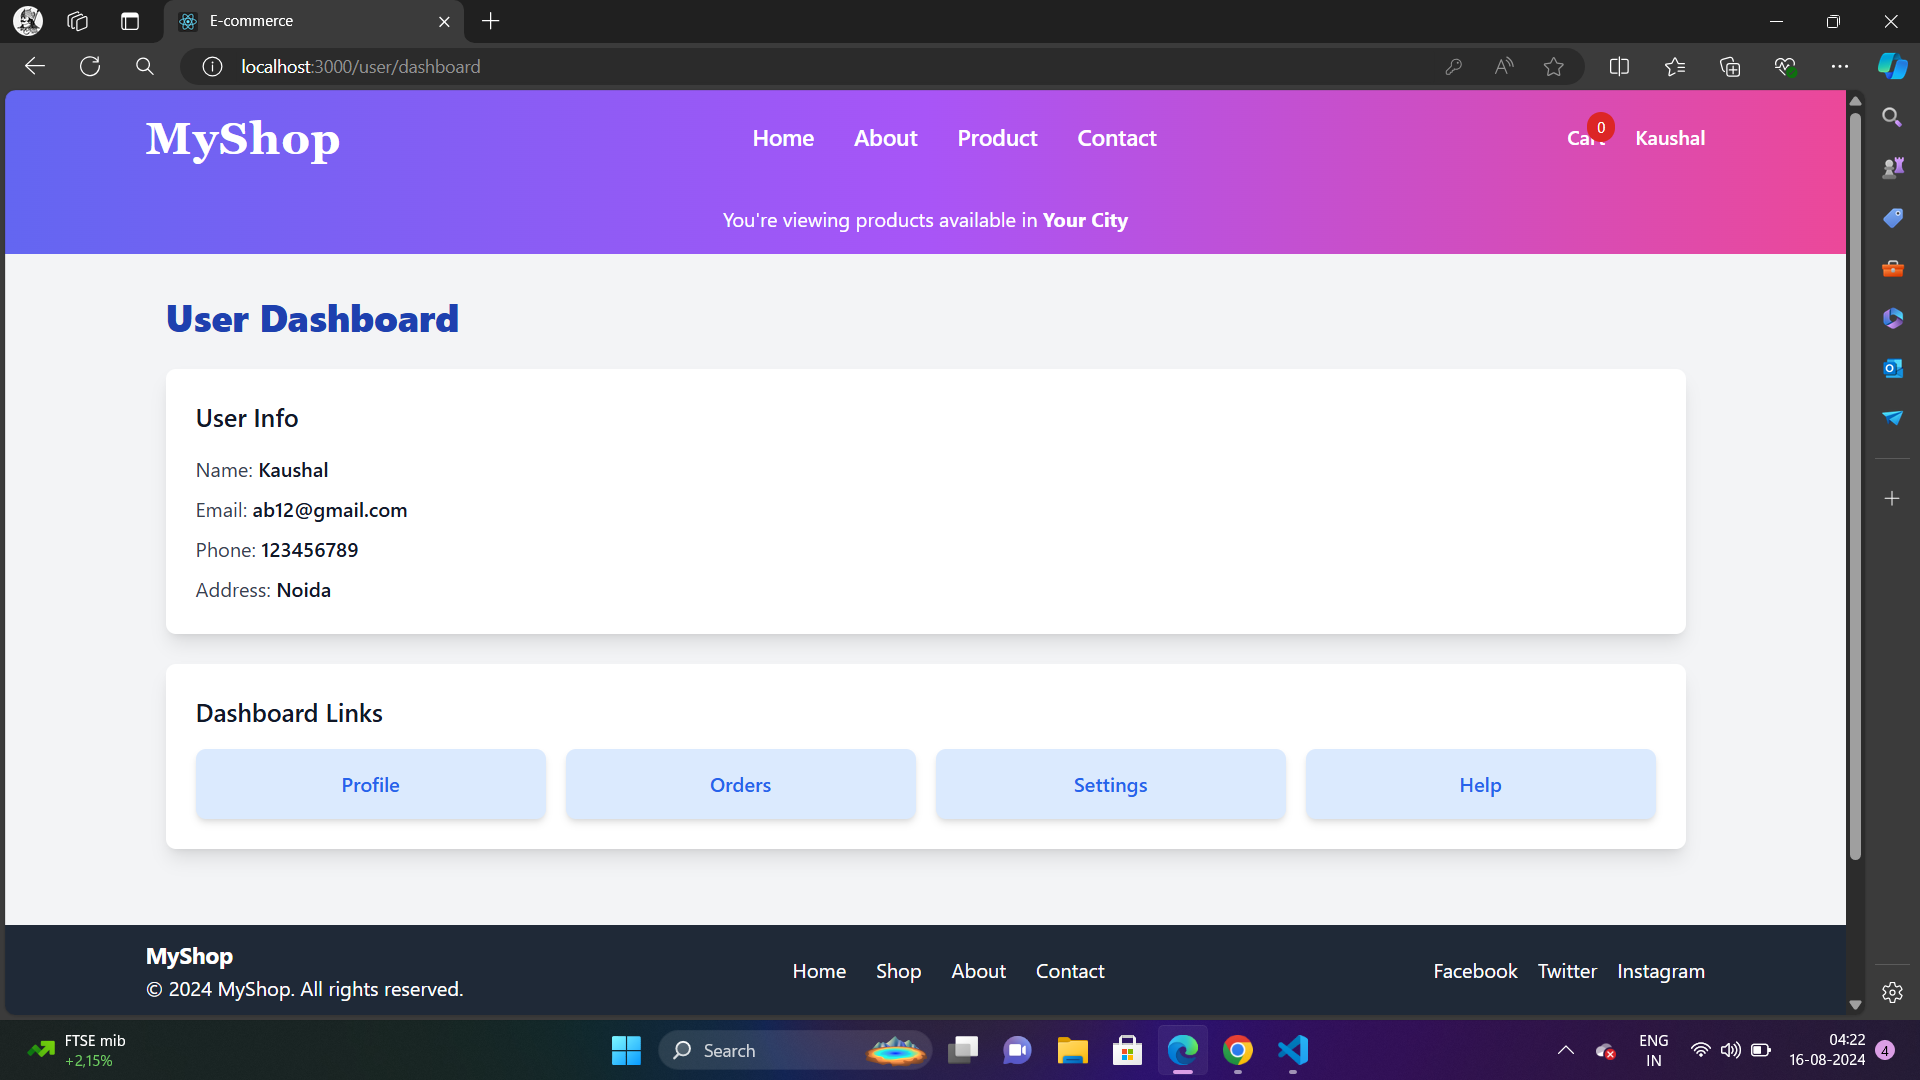 E-commerce
localhost:3000/user/dashboard
MyShop
Home About Product Contact
0
Kaushal
You're viewing products available in Your City
User Dashboard
User Info
Name: Kaushal
Email: ab12@gmail.com
Phone: 123456789
Address: Noida
Dashboard Links
Profile Orders Settings Help
MyShop
© 2024 MyShop. All rights reserved.
Home Shop About Contact
Facebook Twitter Instagram
FTSE mib
+2,15%
Search
ENG
IN
04:22
16-08-2024
4